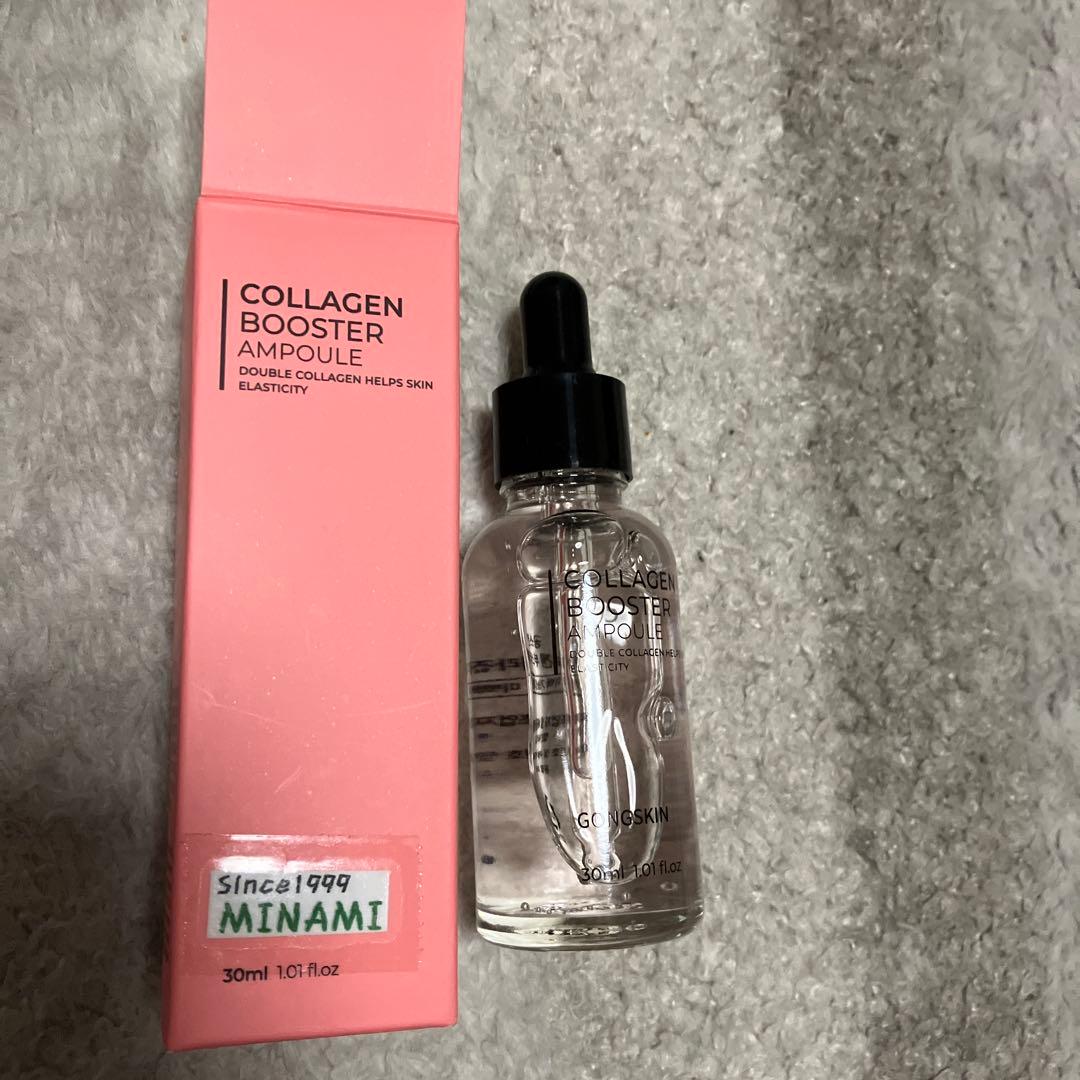 COLLAGEN
BOOSTER
AMPOULE
DOUBLE COLLAGEN HELPS SKIN
ELASTICITY
Since1999
MINAMI
30ml 1.01 fl.oz
COLLAGEN
BOOSTER
AMPOULE
DOUBLE COLLAGEN HELPS
ELASTICITY
GONGSKIN
30ml 1.01 fl.oz